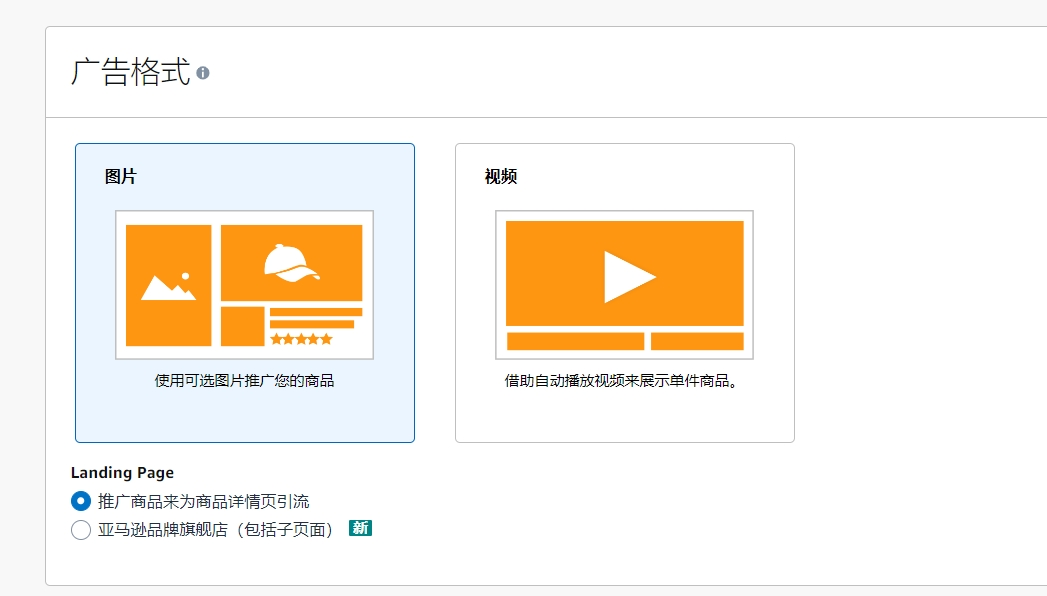 广告格式
图片
使用可选图片推广您的商品
视频
借助自动播放视频来展示单件商品。
Landing Page
推广商品来为商品详情页引流
亚马逊品牌旗舰店（包括子页面） 新